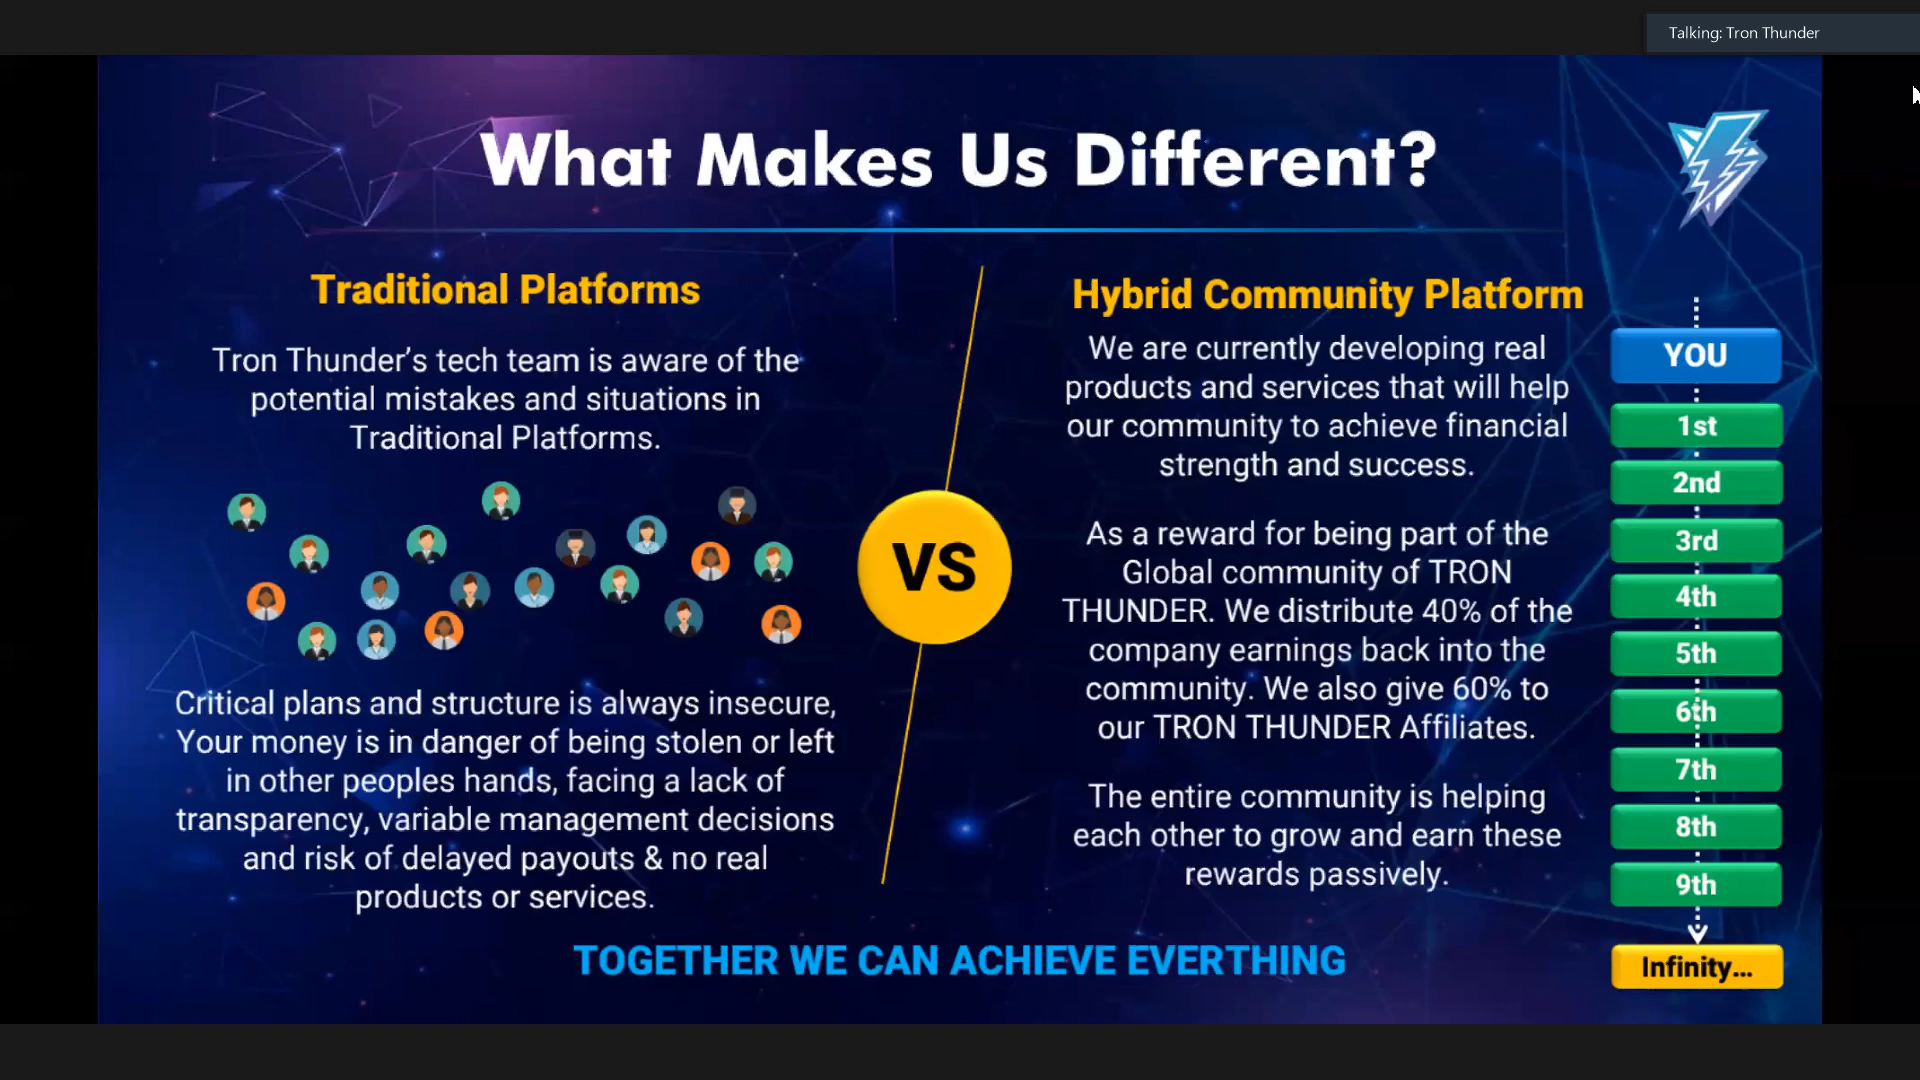 Talking: Tron Thunder
What Makes Us Different?
Traditional Platforms
Tron Thunder's tech team is aware of the
potential mistakes and situations in
Traditional Platforms.
Critical plans and structure is always insecure,
Your money is in danger of being stolen or left
in other peoples hands, facing a lack of
transparency, variable management decisions
and risk of delayed payouts & no real
products or services.
VS
Hybrid Community Platform
We are currently developing real
products and services that will help
our community to achieve financial
strength and success.
As a reward for being part of the
Global community of TRON
THUNDER. We distribute 40% of the
company earnings back into the
community. We also give 60% to
our TRON THUNDER Affiliates.
The entire community is helping
each other to grow and earn these
rewards passively.
YOU
1st
2nd
3rd
4th
5th
6th
7th
8th
9th
Infinity...
TOGETHER WE CAN ACHIEVE EVERTHING